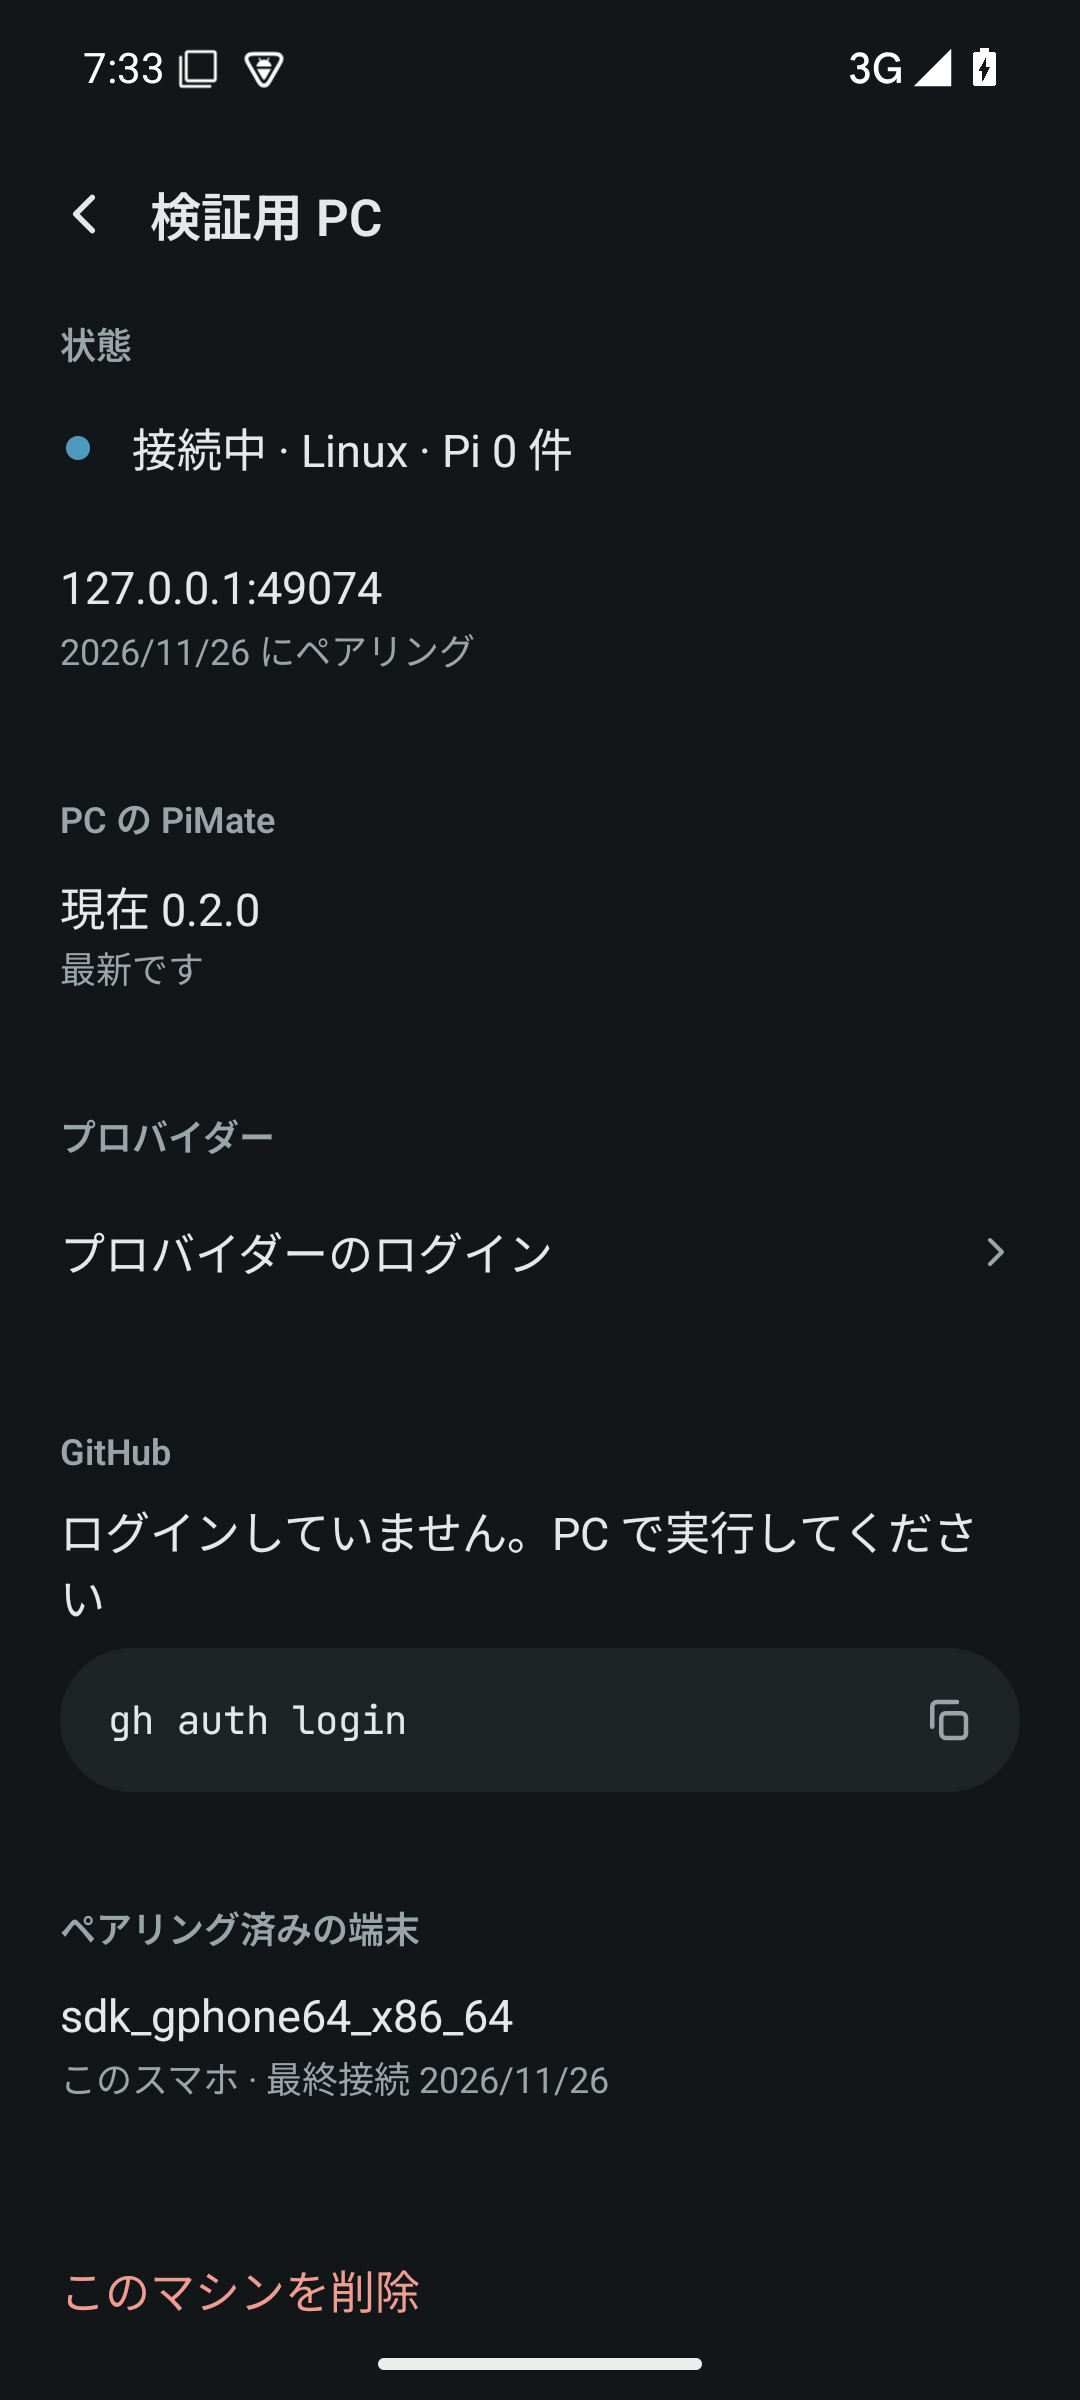 7:33 3G
検証用 PC
状態
接続中 · Linux · Pi 0 件
127.0.0.1:49074
2026/11/26 にペアリング
PC の PiMate
現在 0.2.0
最新です
プロバイダー
プロバイダーのログイン
GitHub
ログインしていません。PC で実行してくださ
い
gh auth login
ペアリング済みの端末
sdk_gphone64_x86_64
このスマホ · 最終接続 2026/11/26
このマシンを削除